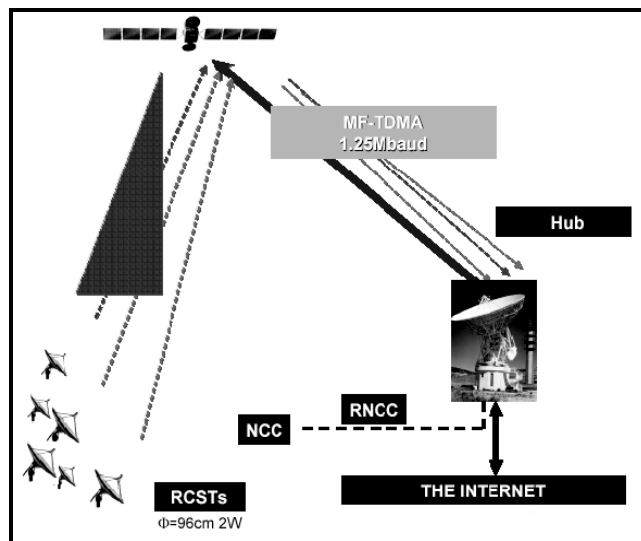 MF-TDMA
1.25Mbaud
Hub
RNCC
NCC
THE INTERNET
RCSTs
Φ=96cm 2W